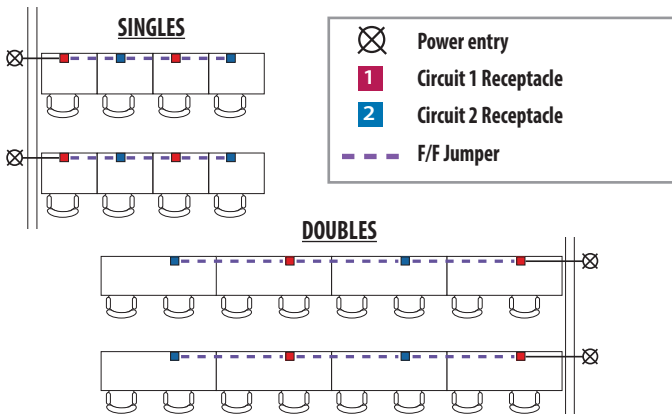 SINGLES
Power entry
1 Circuit 1 Receptacle
2 Circuit 2 Receptacle
F/F Jumper
DOUBLES